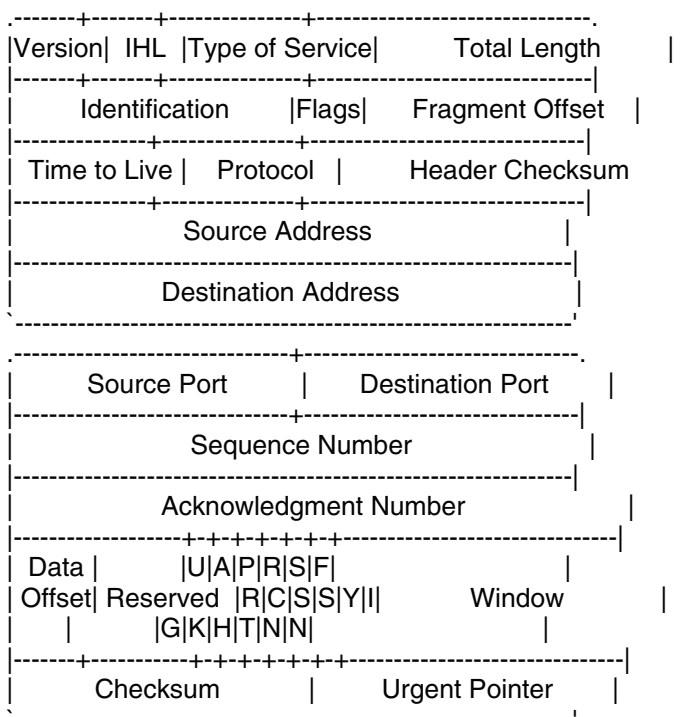 .-------+-------+---------------+-------------------------------.
|Version| IHL |Type of Service| Total Length |
|-------+-------+---------------+-------------------------------|
| Identification |Flags| Fragment Offset |
|---------------+---------------+-------------------------------|
| Time to Live | Protocol | Header Checksum
|---------------+---------------+-------------------------------|
| Source Address |
|---------------------------------------------------------------|
| Destination Address |
`---------------------------------------------------------------'
.-------------------------------+-------------------------------.
| Source Port | Destination Port |
|-------------------------------+-------------------------------|
| Sequence Number |
|---------------------------------------------------------------|
| Acknowledgment Number |
|-------------------+-+-+-+-+-+-+-------------------------------|
| Data | |U|A|P|R|S|F| |
| Offset| Reserved |R|C|S|S|Y|I| Window |
| | |G|K|H|T|N|N| |
|-------+-----------+-+-+-+-+-+-+-------------------------------|
| Checksum | Urgent Pointer |